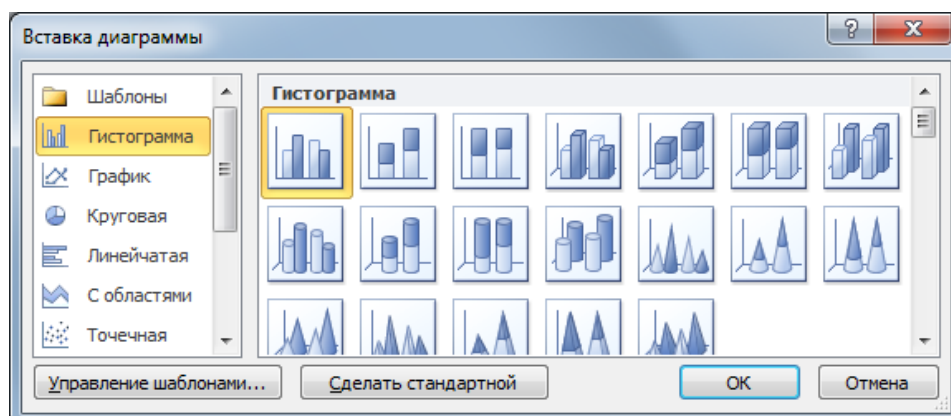 Вставка диаграммы
Шаблоны
Гистограмма
График
Круговая
Линейчатая
С областями
Точечная
Гистограмма
Управление шаблонами...
Сделать стандартной
ОК
Отмена